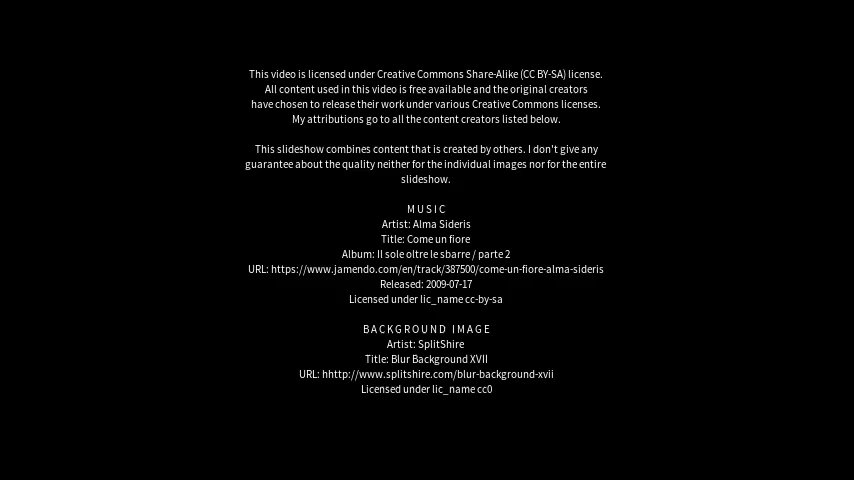 This video is licensed under Creative Commons Share-Alike (CC BY-SA) license.
All content used in this video is free available and the original creators
have chosen to release their work under various Creative Commons licenses.
My attributions go to all the content creators listed below.
This slideshow combines content that is created by others. I don't give any
guarantee about the quality neither for the individual images nor for the entire
slideshow.
MUSIC
Artist: Alma Sideris
Title: Come un fiore
Album: Il sole oltre le sbarre / parte 2
URL: https://www.jamendo.com/en/track/387500/come-un-fiore-alma-sideris
Released: 2009-07-17
Licensed under lic_name cc-by-sa
BACKGROUND IMAGE
Artist: SplitShire
Title: Blur Background XVII
URL: hhttp://www.splitshire.com/blur-background-xvii
Licensed under lic_name cc0